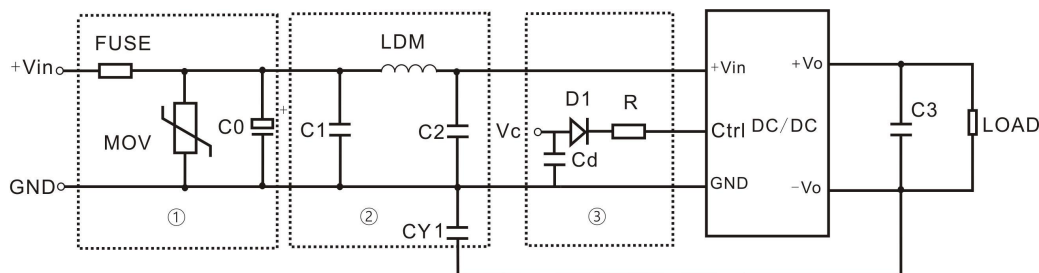 FUSE
LDM
+Vin
+Vin
+Vo
D1
R
C0
+
C1
C2
Vc
Ctrl
DC/DC
C3
LOAD
MOV
Cd
GND
GND
-Vo
①
②
③
CY1